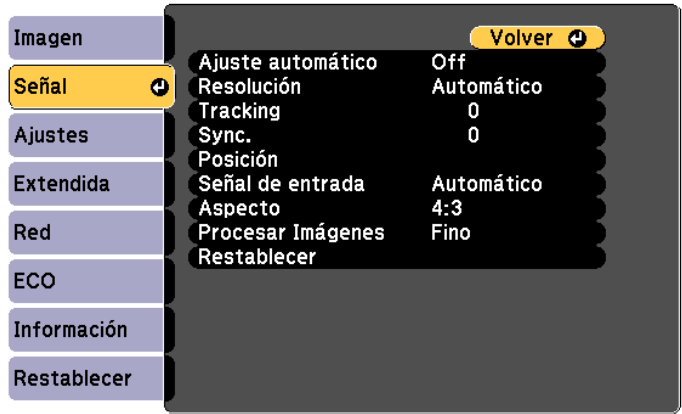 Imagen
Señal
Ajustes
Extendida
Red
ECO
Información
Restablecer
Volver
Ajuste automático Off
Resolución Automático
Tracking 0
Sync. 0
Posición
Señal de entrada Automático
Aspecto 4:3
Procesar Imágenes Fino
Restablecer